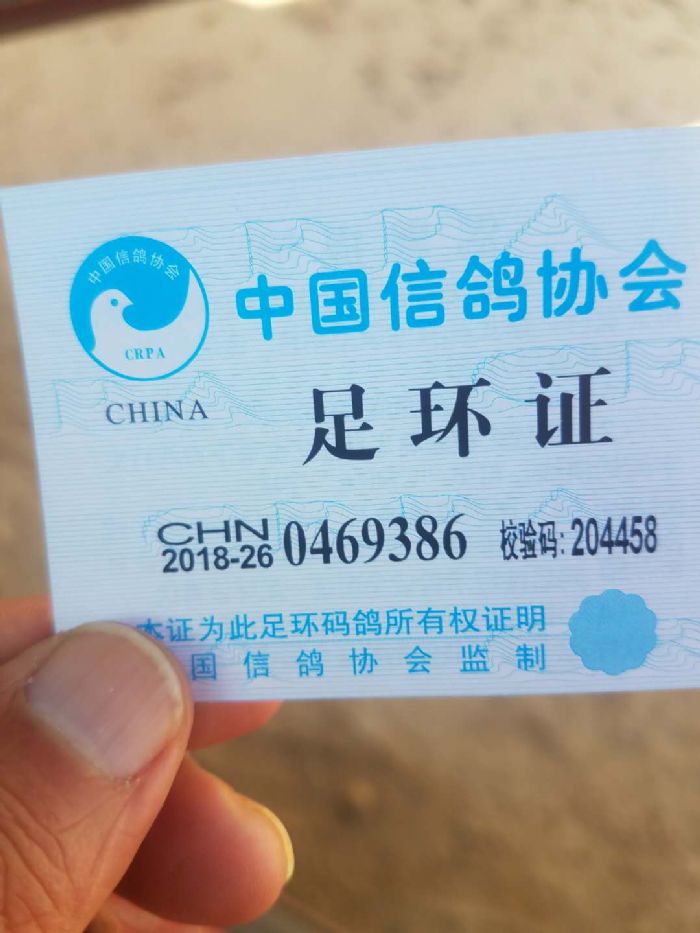 中国信鸽协会
CRPA
CHINA
中国信鸽协会
足环证
CHN
2018-26 0469386 校验码: 204458
本证为此足环码鸽所有权证明
国信鸽协会监制